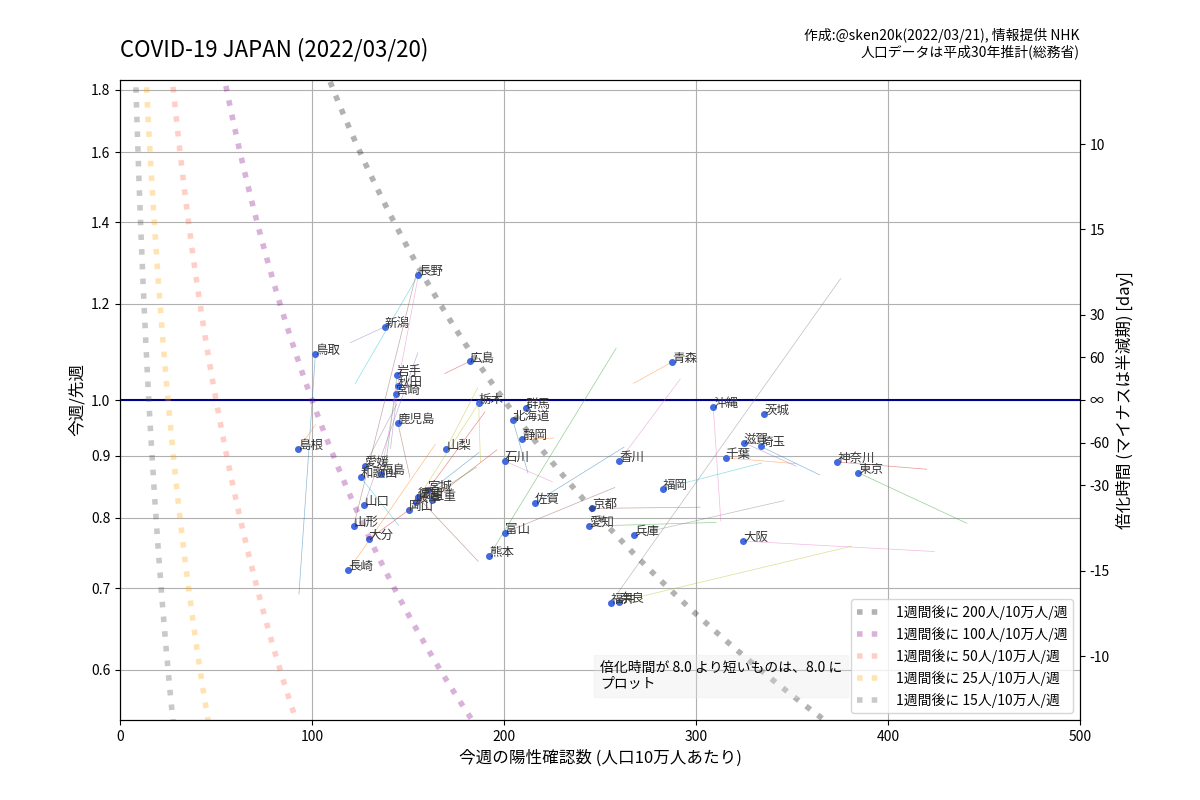 COVID-19 JAPAN (2022/03/20)
作成:@sken20k(2022/03/21), 情報提供 NHK
人口データは平成30年推計(総務省)
今週/先週
1.8
1.6
1.4
1.2
1.0
0.9
0.8
0.7
0.6
長野
新潟
鳥取
広島
青森
岩手
秋田
宮崎
栃木
群馬
沖縄
茨城
北海道
鹿児島
静岡
島根
山梨
滋賀
埼玉
千葉
石川
香川
神奈川
東京
愛媛
福島
和歌山
宮城
三重
福岡
佐賀
山口
岡山
京都
山形
愛知
富山
兵庫
大分
大阪
熊本
長崎
福井
奈良
10
15
30
60
∞
-60
-30
-15
-10
倍化時間 (マイナスは半減期) [day]
倍化時間が 8.0 より短いものは、8.0 に
プロット
1週間後に 200人/10万人/週
1週間後に 100人/10万人/週
1週間後に 50人/10万人/週
1週間後に 25人/10万人/週
1週間後に 15人/10万人/週
0
100
200
300
400
500
今週の陽性確認数 (人口10万人あたり)